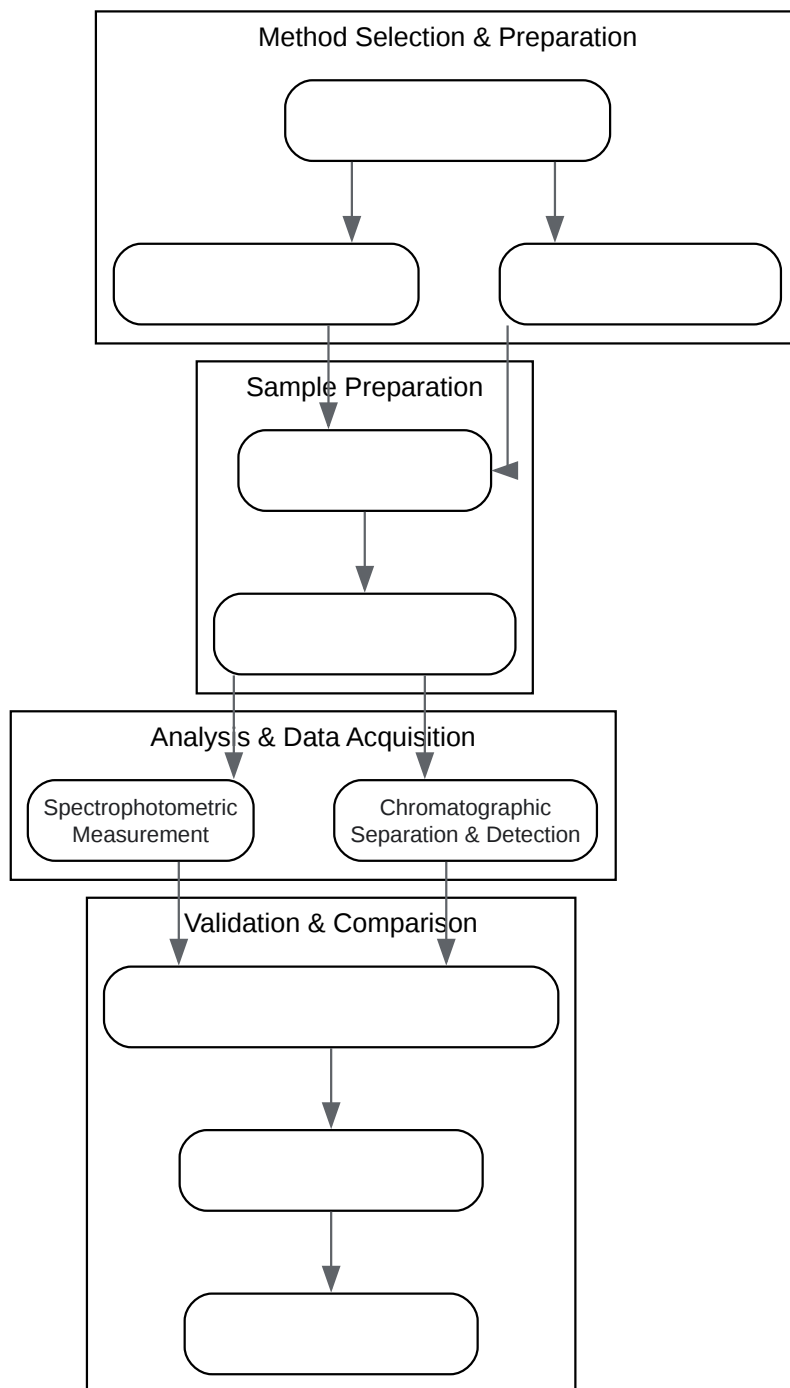 Method Selection & Preparation
Sample Preparation
Analysis & Data Acquisition
Spectrophotometric
Measurement
Chromatographic
Separation & Detection
Validation & Comparison